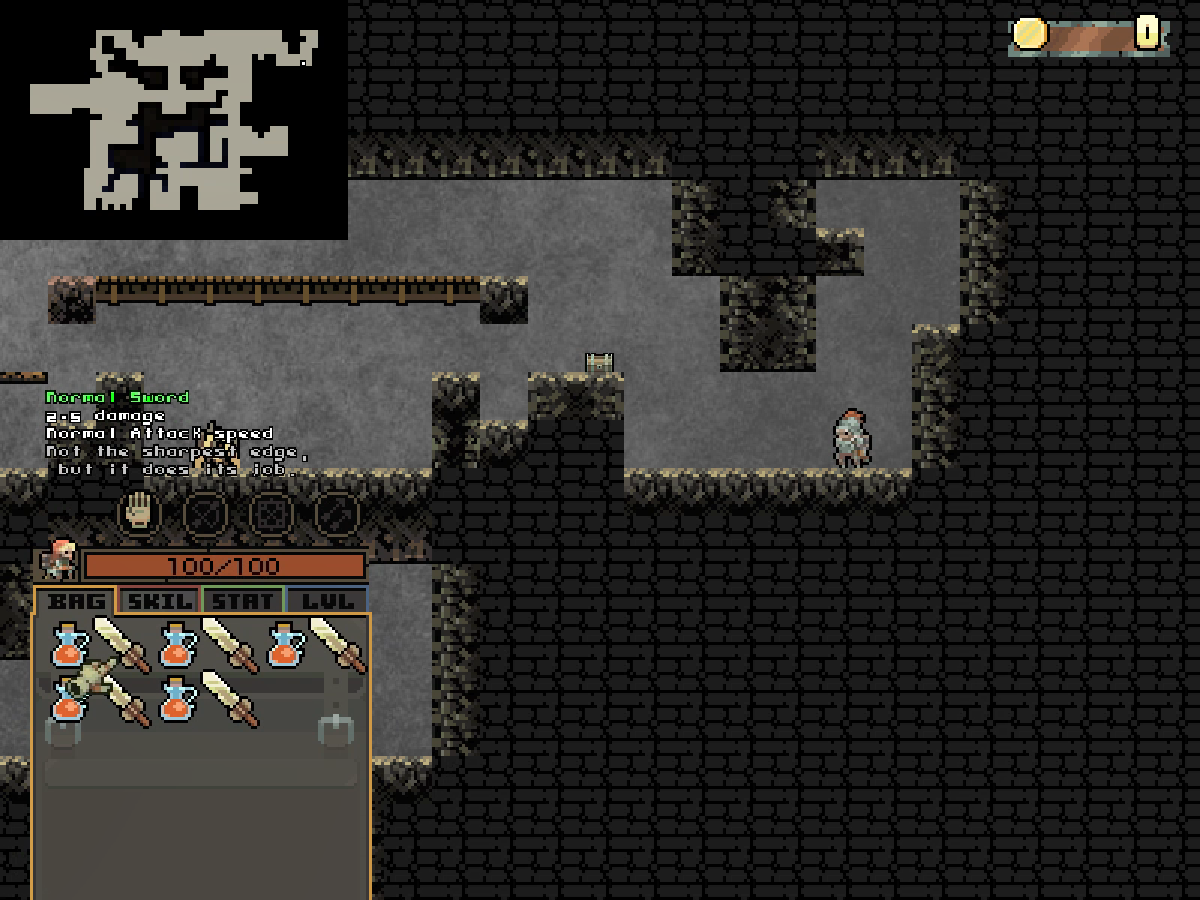 0
Normal Sword
2.5 damage
Normal Attack speed
Not the sharpest edge,
but it does its job.
100/100
BAG SKIL STAT LVL